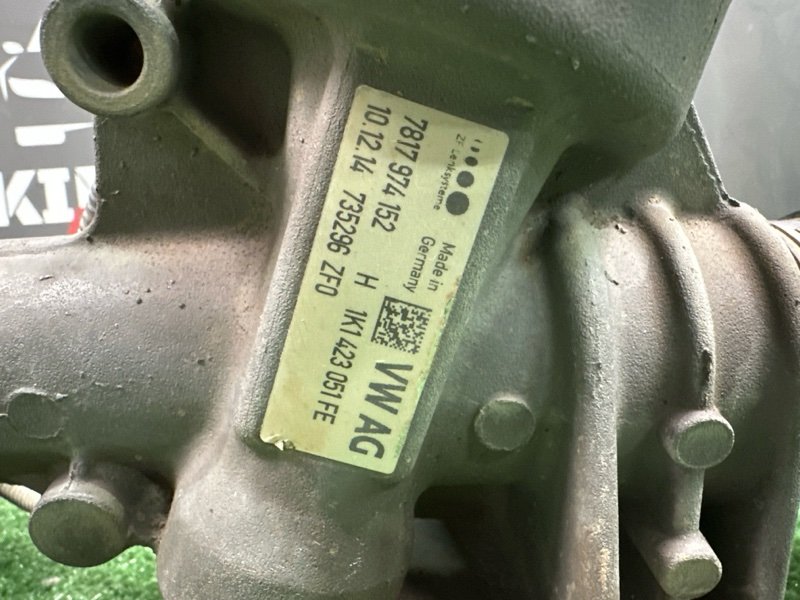 ZF Lenksysteme
Made in
Germany
7817 974 152 H
10.12.14 735296 ZF0 1K1 423 051 FE
VW AG